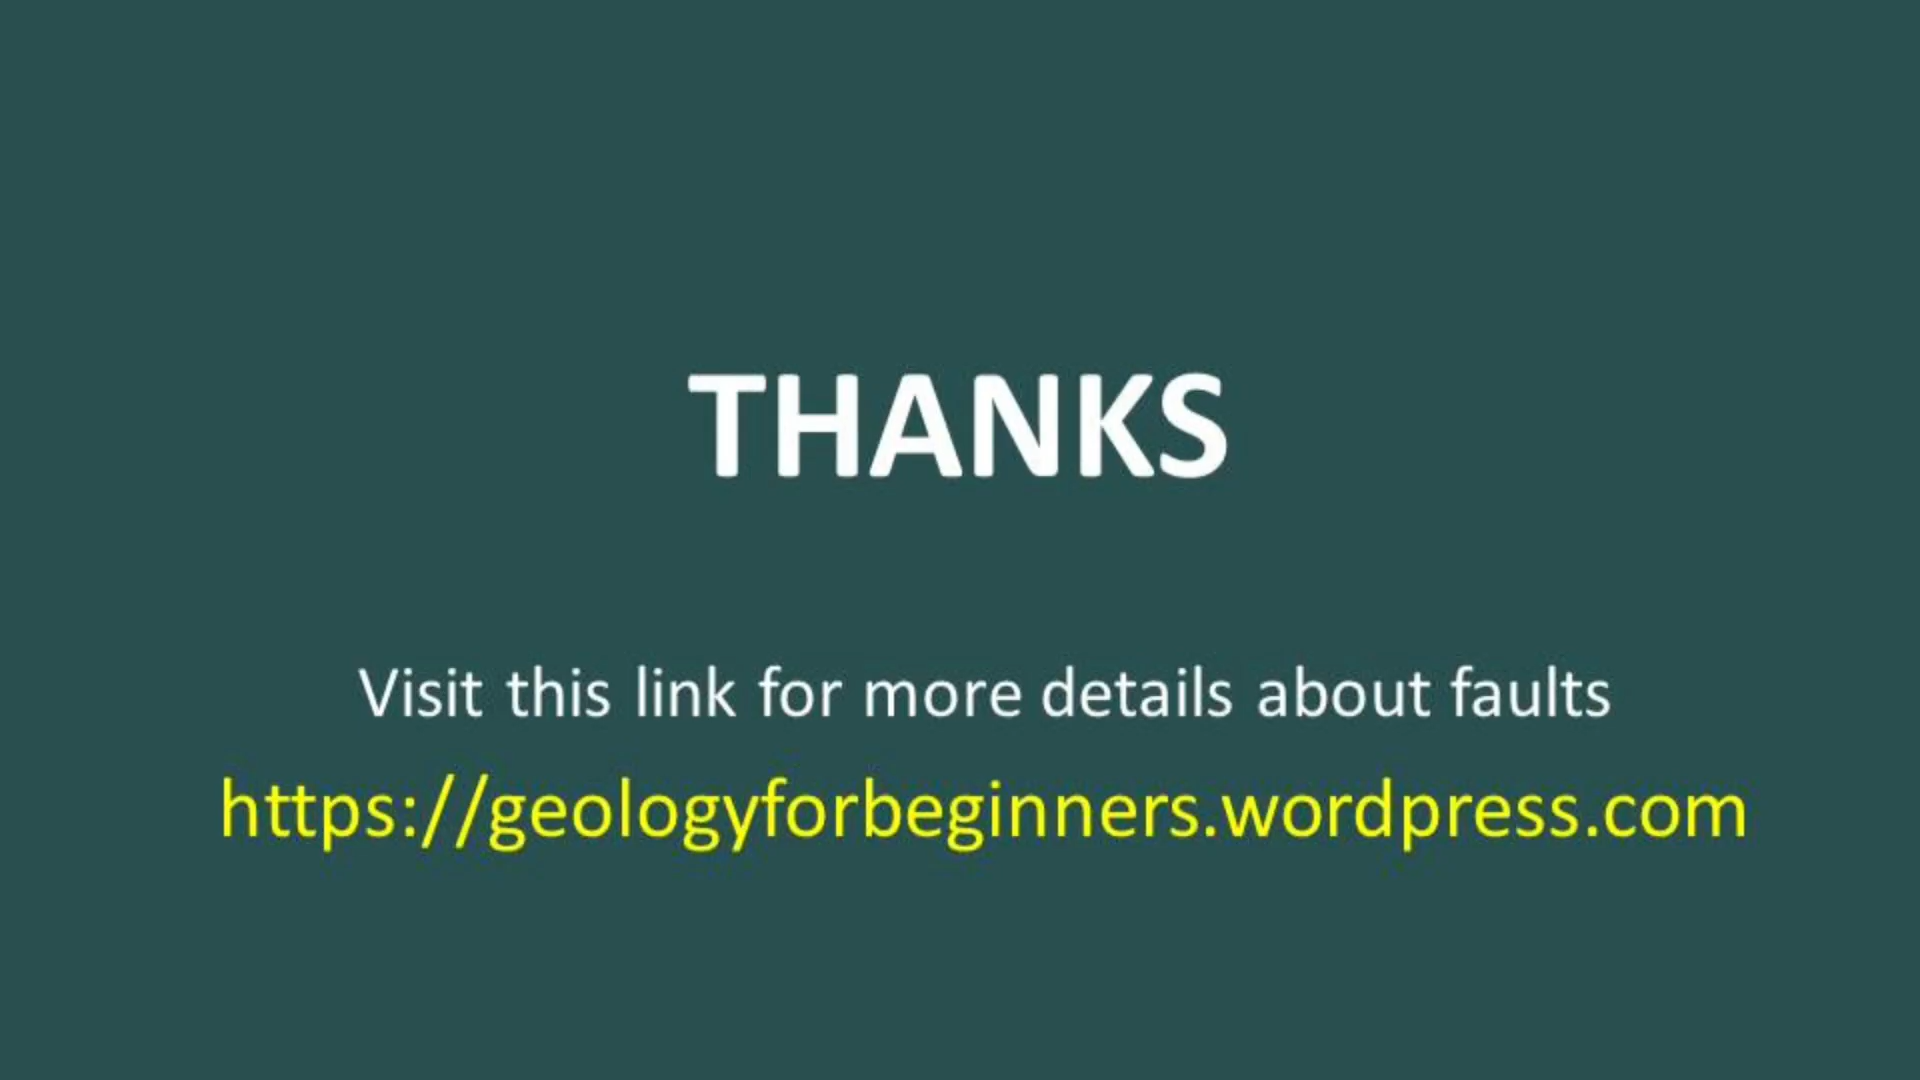 THANKS
Visit this link for more details about faults
https://geologyforbeginners.wordpress.com